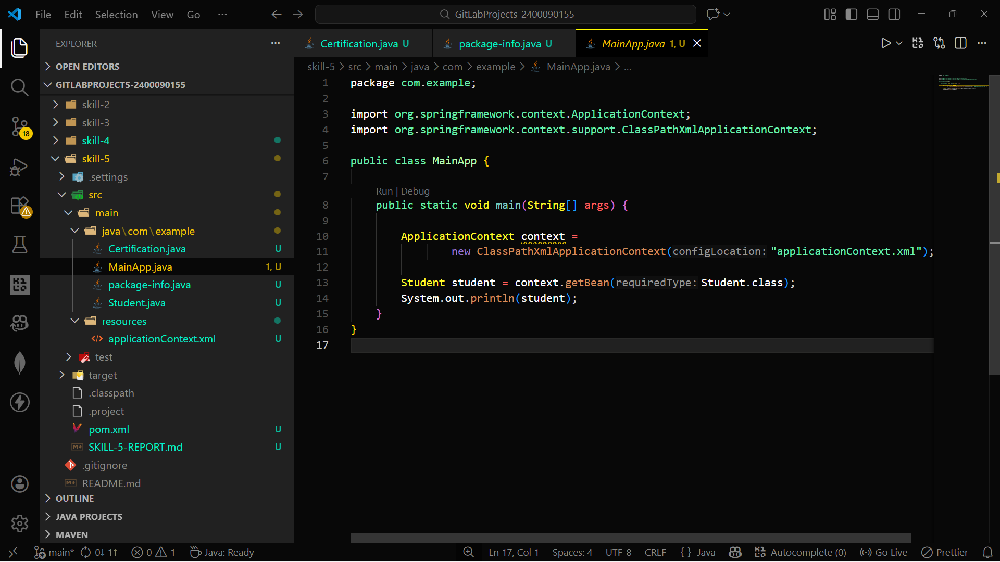 File Edit Selection View Go ··· GitLabProjects-2400090155
EXPLORER ···
OPEN EDITORS
GITLABPROJECTS-2400090155
skill-2
skill-3
skill-4
skill-5
.settings
src
main
java\com\example
Certification.java U
MainApp.java 1, U
package-info.java U
Student.java U
resources
applicationContext.xml U
test
target
.classpath
.project
pom.xml U
SKILL-5-REPORT.md U
.gitignore
README.md
OUTLINE
JAVA PROJECTS
MAVEN
18
Certification.java U package-info.java U MainApp.java 1, U
skill-5 > src > main > java > com > example > MainApp.java > ...
1 package com.example;
2
3 import org.springframework.context.ApplicationContext;
4 import org.springframework.context.support.ClassPathXmlApplicationContext;
5
6 public class MainApp {
7
Run | Debug
8 public static void main(String[] args) {
9
10 ApplicationContext context =
11 new ClassPathXmlApplicationContext(configLocation: "applicationContext.xml");
12
13 Student student = context.getBean(requiredType: Student.class);
14 System.out.println(student);
15 }
16 }
17
main* 0↓ 1↑ 0 1 Java: Ready Ln 17, Col 1 Spaces: 4 UTF-8 CRLF { } Java Autocomplete (0) Go Live Prettier